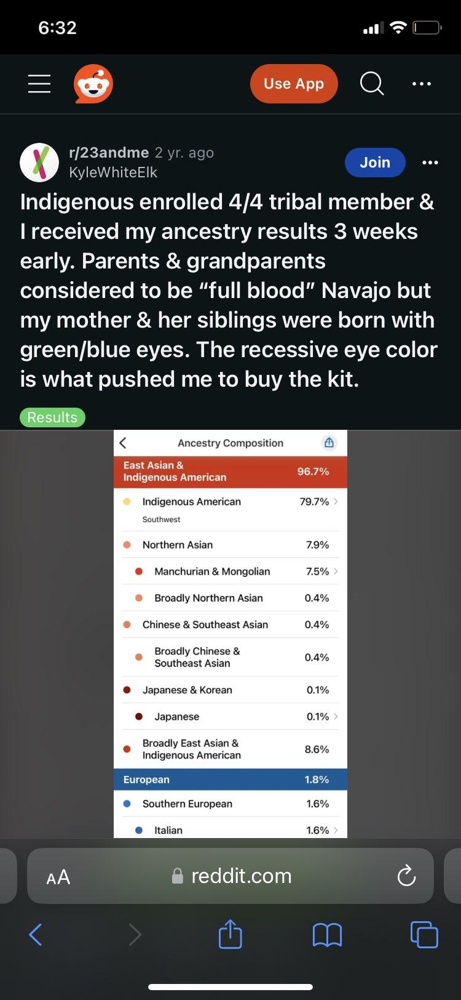 6:32
Use App
r/23andme 2 yr. ago
KyleWhiteElk
Join
Indigenous enrolled 4/4 tribal member &
I received my ancestry results 3 weeks
early. Parents & grandparents
considered to be “full blood” Navajo but
my mother & her siblings were born with
green/blue eyes. The recessive eye color
is what pushed me to buy the kit.
Results
Ancestry Composition
East Asian &
Indigenous American 96.7%
Indigenous American 79.7%
Southwest
Northern Asian 7.9%
Manchurian & Mongolian 7.5%
Broadly Northern Asian 0.4%
Chinese & Southeast Asian 0.4%
Broadly Chinese &
Southeast Asian 0.4%
Japanese & Korean 0.1%
Japanese 0.1%
Broadly East Asian &
Indigenous American 8.6%
European 1.8%
Southern European 1.6%
Italian 1.6%
AA reddit.com